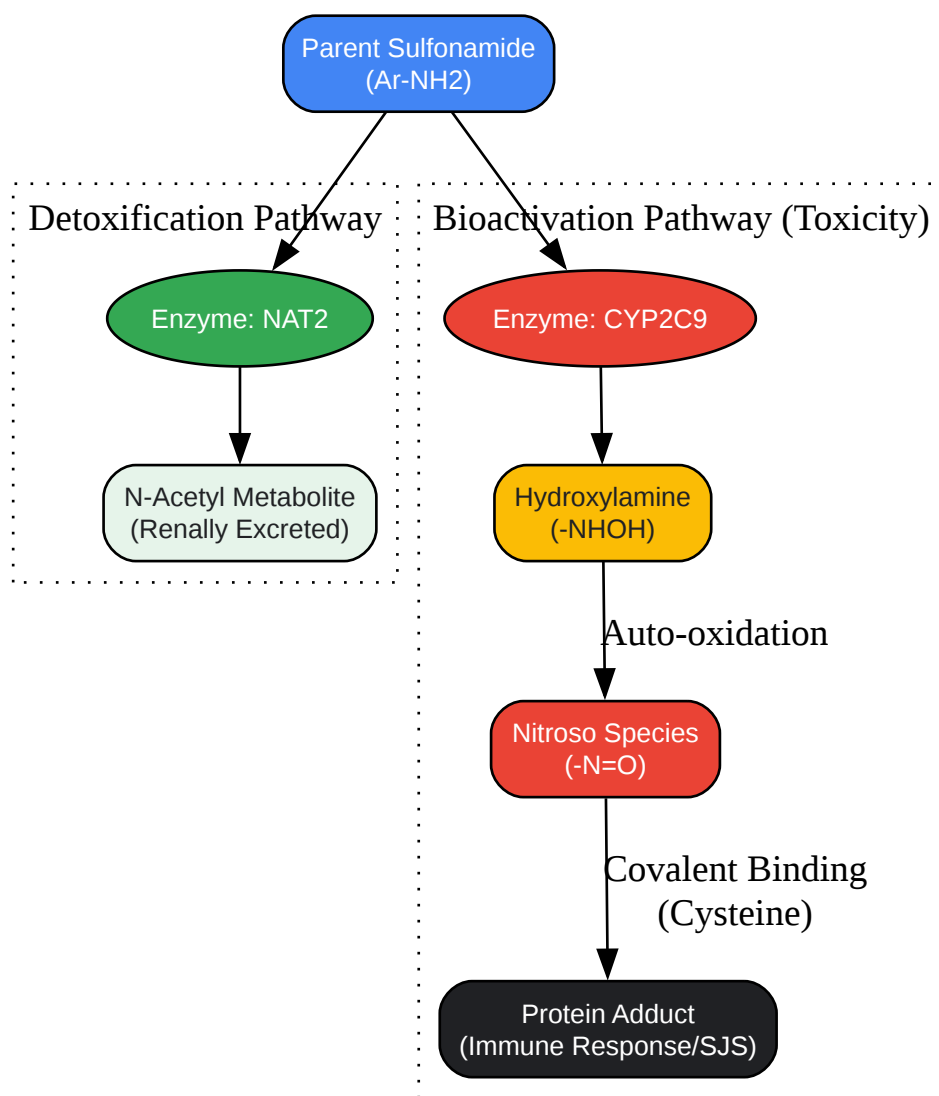 Parent Sulfonamide
(Ar-NH2)
Detoxification Pathway
Bioactivation Pathway (Toxicity)
Enzyme: NAT2
Enzyme: CYP2C9
N-Acetyl Metabolite
(Renally Excreted)
Hydroxylamine
(-NHOH)
Auto-oxidation
Nitroso Species
(-N=O)
Covalent Binding
(Cysteine)
Protein Adduct
(Immune Response/SJS)